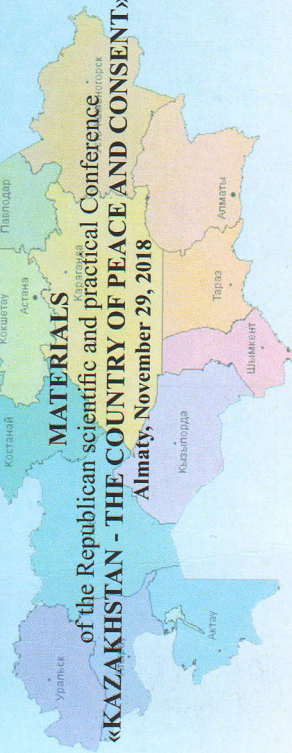 MATERIALS
of the Republican scientific and practical Conference
«KAZAKHSTAN - THE COUNTRY OF PEACE AND CONSENT»
Almaty, November 29, 2018
Уральск
Актау
Костанай
Кокшетау
Астана
Павлодар
Караганда
Кызылорда
Шымкент
Тараз
Алматы